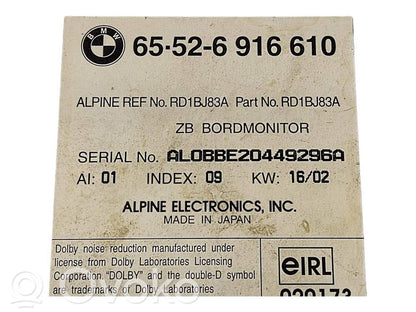 BMW
65-52-6 916 610
ALPINE REF No. RD1BJ83A Part No. RD1BJ83A
ZB BORDMONITOR
SERIAL No. AL0BBE20449296A
AI: 01 INDEX: 09 KW: 16/02
ALPINE ELECTRONICS, INC.
MADE IN JAPAN
Dolby noise reduction manufactured under
license from Dolby Laboratories Licensing
Corporation "DOLBY" and the double-D symbol
are trademarks of Dolby Laboratories
eIRL
020173
OVOKO